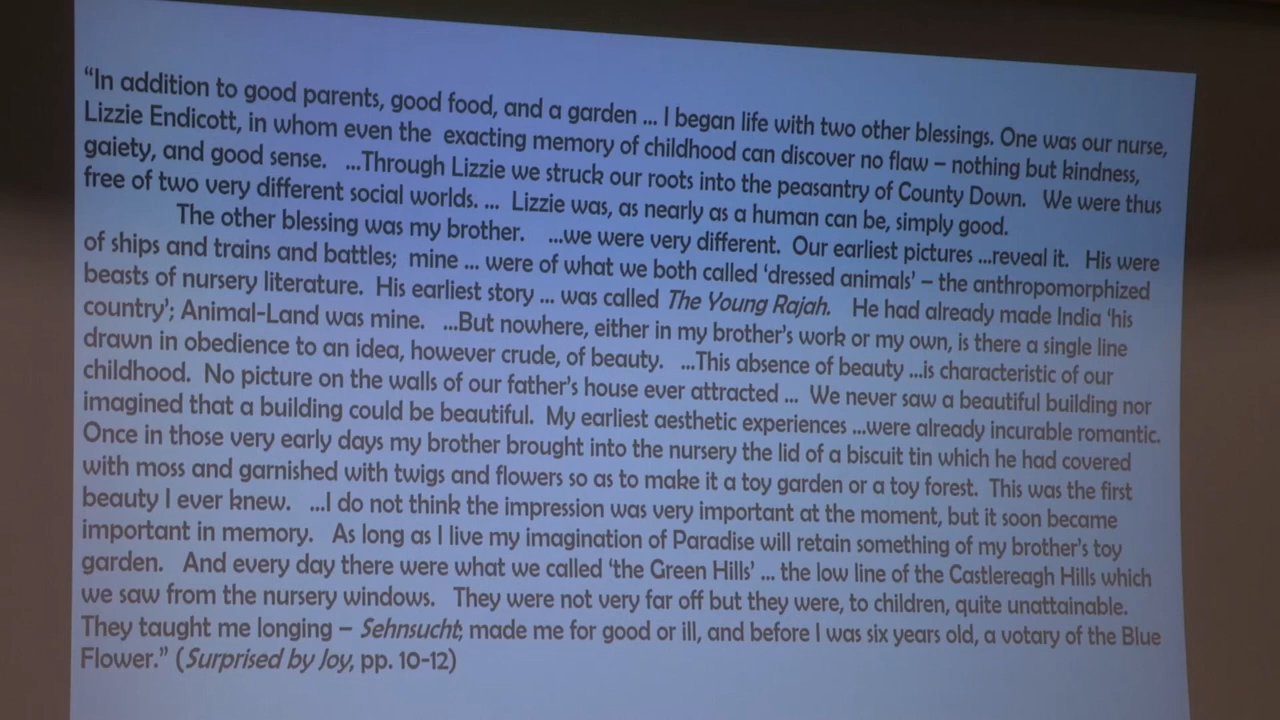 “In addition to good parents, good food, and a garden ... I began life with two other blessings. One was our nurse,
Lizzie Endicott, in whom even the exacting memory of childhood can discover no flaw – nothing but kindness,
gaiety, and good sense. ...Through Lizzie we struck our roots into the peasantry of County Down. We were thus
free of two very different social worlds. ... Lizzie was, as nearly as a human can be, simply good.
The other blessing was my brother. ...we were very different. Our earliest pictures ...reveal it. His were
of ships and trains and battles; mine ... were of what we both called ‘dressed animals’ – the anthropomorphized
beasts of nursery literature. His earliest story ... was called The Young Rajah. He had already made India ‘his
country’; Animal-Land was mine. ...But nowhere, either in my brother’s work or my own, is there a single line
drawn in obedience to an idea, however crude, of beauty. ...This absence of beauty ...is characteristic of our
childhood. No picture on the walls of our father’s house ever attracted ... We never saw a beautiful building nor
imagined that a building could be beautiful. My earliest aesthetic experiences ...were already incurable romantic.
Once in those very early days my brother brought into the nursery the lid of a biscuit tin which he had covered
with moss and garnished with twigs and flowers so as to make it a toy garden or a toy forest. This was the first
beauty I ever knew. ...I do not think the impression was very important at the moment, but it soon became
important in memory. As long as I live my imagination of Paradise will retain something of my brother’s toy
garden. And every day there were what we called ‘the Green Hills’ ... the low line of the Castlereagh Hills which
we saw from the nursery windows. They were not very far off but they were, to children, quite unattainable.
They taught me longing – Sehnsucht; made me for good or ill, and before I was six years old, a votary of the Blue
Flower.” (Surprised by Joy, pp. 10-12)